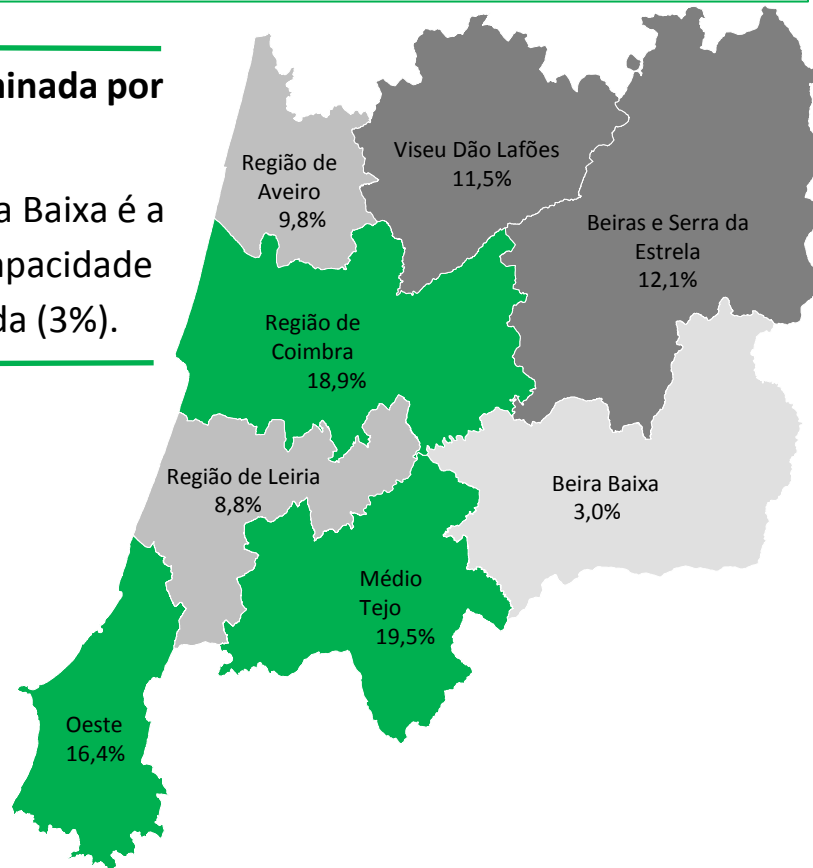 inada por
a Baixa é a
apacidade
da (3%).
Região de
Aveiro
9,8%
Viseu Dão Lafões
11,5%
Beiras e Serra da
Estrela
12,1%
Região de
Coimbra
18,9%
Região de Leiria
8,8%
Beira Baixa
3,0%
Médio
Tejo
19,5%
Oeste
16,4%